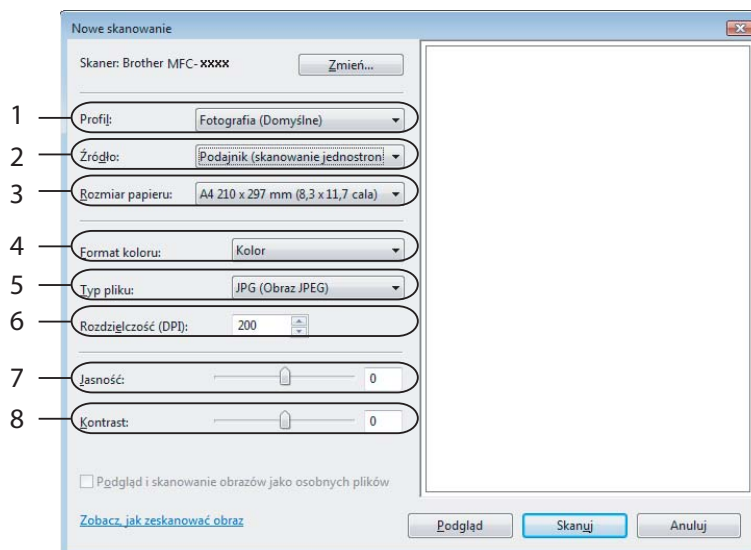 Nowe skanowanie
Skaner: Brother MFC-xxxx Zmień...
1 Profil: Fotografia (Domyślne)
2 Źródło: Podajnik (skanowanie jednostron
3 Rozmiar papieru: A4 210 x 297 mm (8,3 x 11,7 cala)
4 Format koloru: Kolor
5 Typ pliku: JPG (Obraz JPEG)
6 Rozdzielczość (DPI): 200
7 Jasność: 0
8 Kontrast: 0
Podgląd i skanowanie obrazów jako osobnych plików
Zobacz, jak zeskanować obraz
Podgląd Skanuj Anuluj